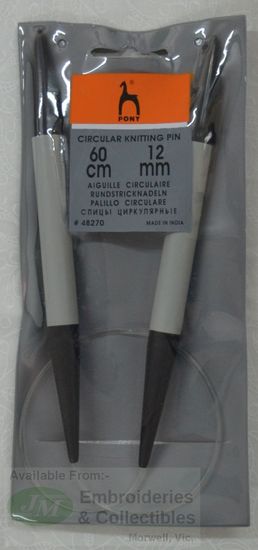 PONY
CIRCULAR KNITTING PIN
60 cm 12 mm
AIGUILLE CIRCULAIRE
RUNDSTRICKNADELN
PALILLO CIRCULARE
СПИЦЫ ЦИРКУЛЯРНЫЕ
# 48270 MADE IN INDIA
Available From:-
JM Embroideries
& Collectibles
Morwell, Vic.